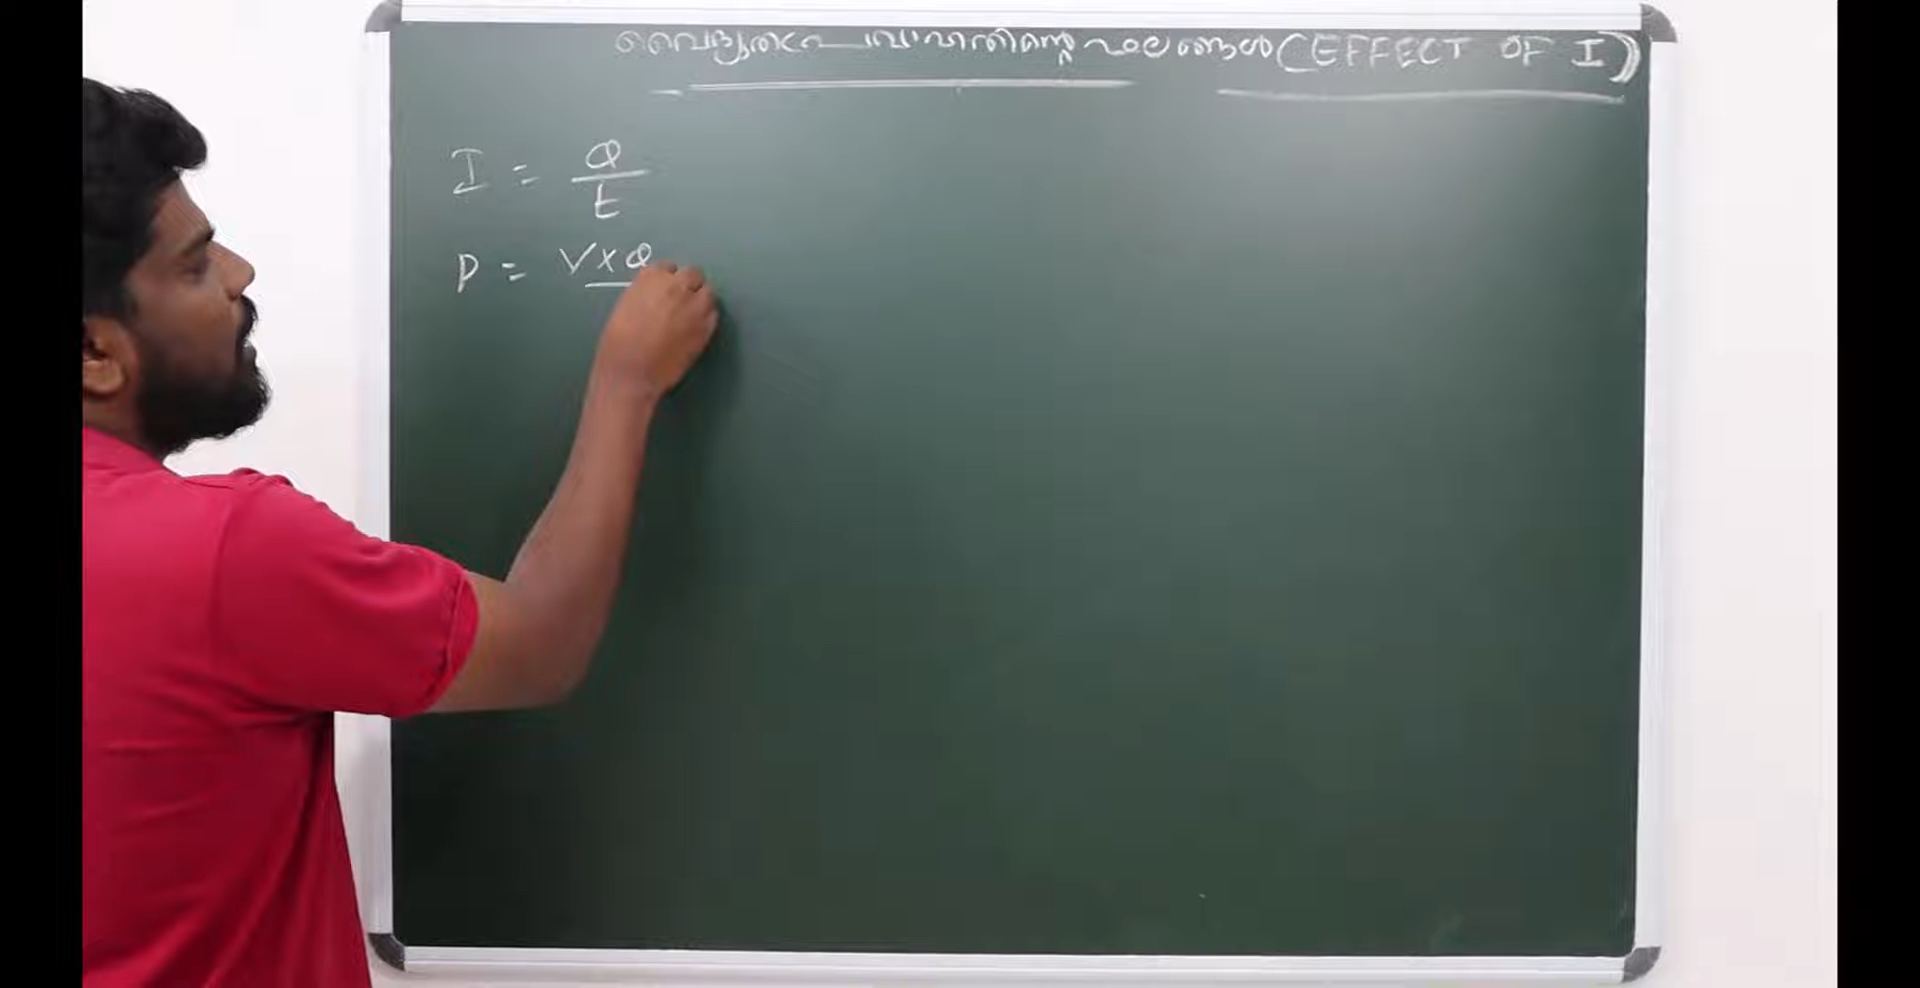 വൈദ്യുതപ്രവാഹത്തിന്റെ ഫലങ്ങൾ (EFFECT OF I)
I = Q/t
P = V×Q